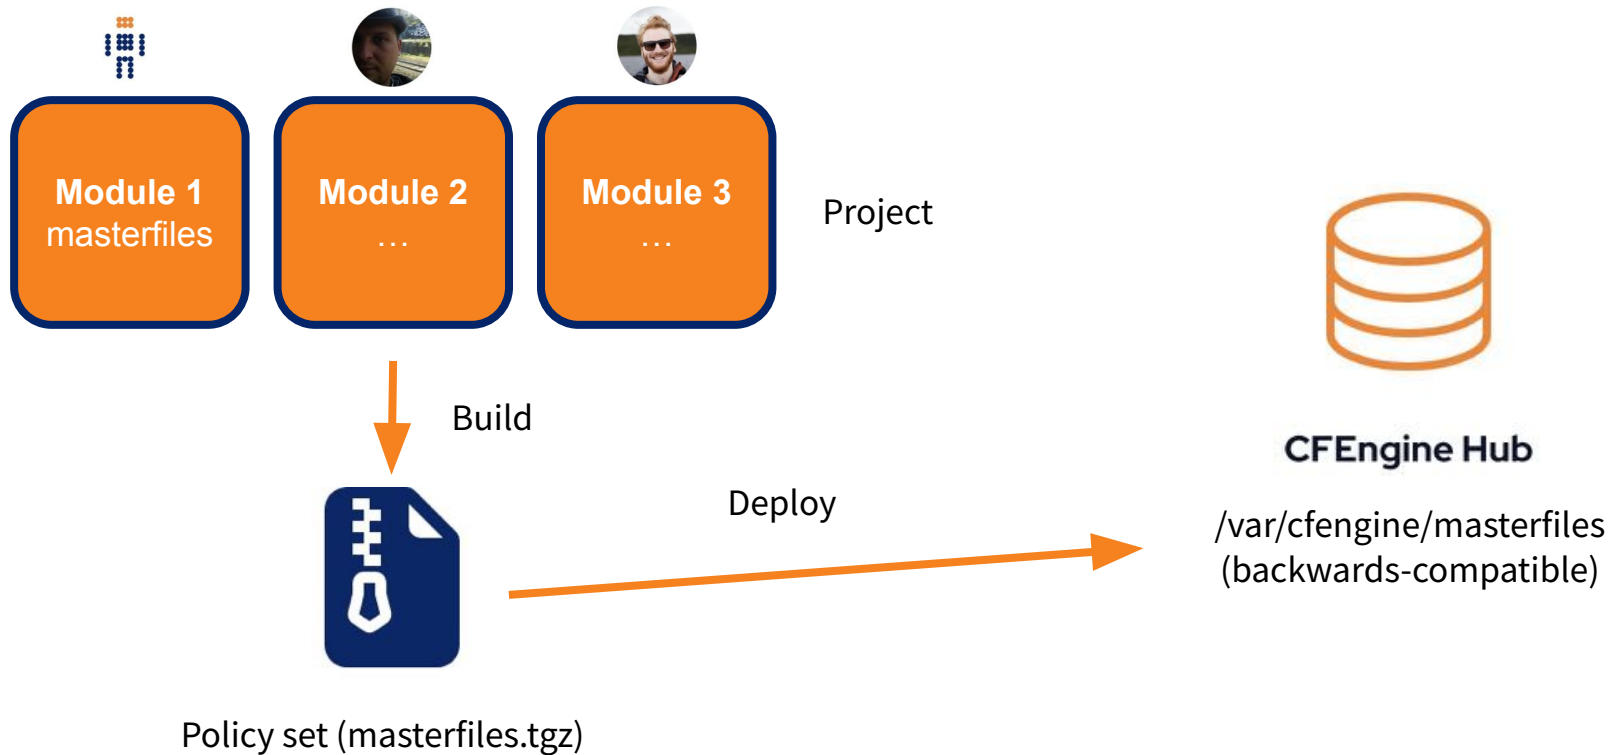 Module 1
masterfiles
Module 2
...
Module 3
...
Project
Build
Deploy
CFEngine Hub
/var/cfengine/masterfiles
(backwards-compatible)
Policy set (masterfiles.tgz)